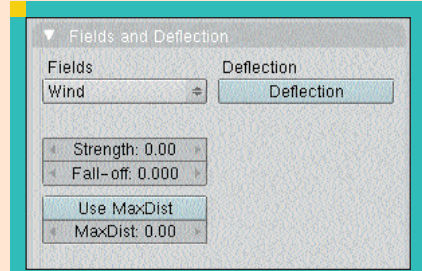 Fields and Deflection
Fields
Deflection
Wind
Deflection
Strength: 0.00
Fall-off: 0.000
Use MaxDist
MaxDist: 0.00